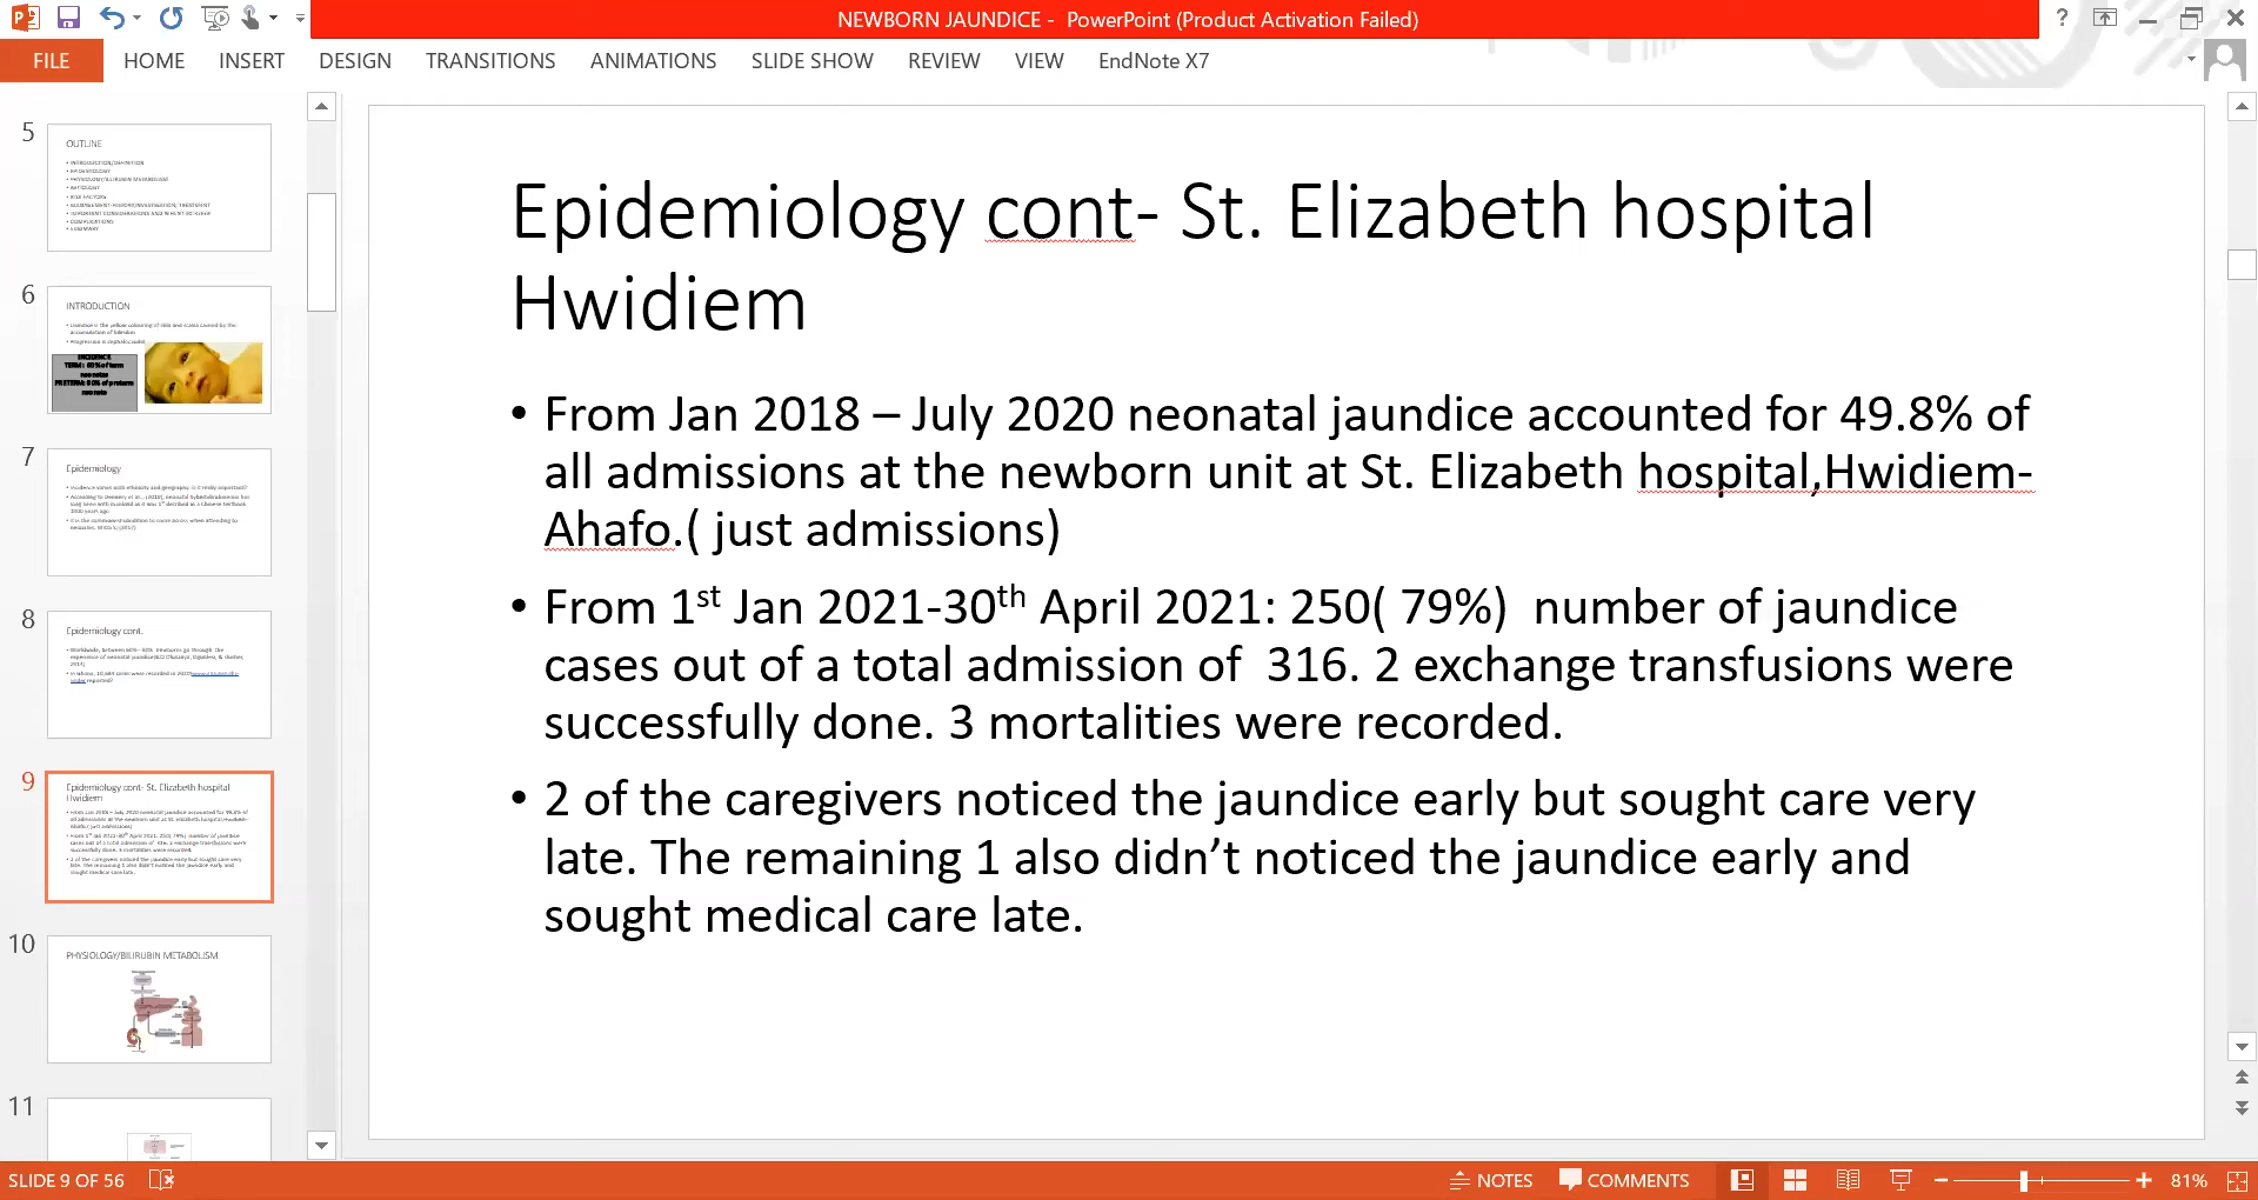 NEWBORN JAUNDICE - PowerPoint (Product Activation Failed)
FILE HOME INSERT DESIGN TRANSITIONS ANIMATIONS SLIDE SHOW REVIEW VIEW EndNote X7
5
OUTLINE
6
INTRODUCTION
7
Epidemiology
8
Epidemiology cont.
9
Epidemiology cont- St. Elizabeth hospital
Hwidiem
10
PHYSIOLOGY/BILIRUBIN METABOLISM
11
Epidemiology cont- St. Elizabeth hospital
Hwidiem
• From Jan 2018 – July 2020 neonatal jaundice accounted for 49.8% of
all admissions at the newborn unit at St. Elizabeth hospital,Hwidiem-
Ahafo.( just admissions)
• From 1st Jan 2021-30th April 2021: 250( 79%)  number of jaundice
cases out of a total admission of  316. 2 exchange transfusions were
successfully done. 3 mortalities were recorded.
• 2 of the caregivers noticed the jaundice early but sought care very
late. The remaining 1 also didn’t noticed the jaundice early and
sought medical care late.
SLIDE 9 OF 56
NOTES COMMENTS 81%